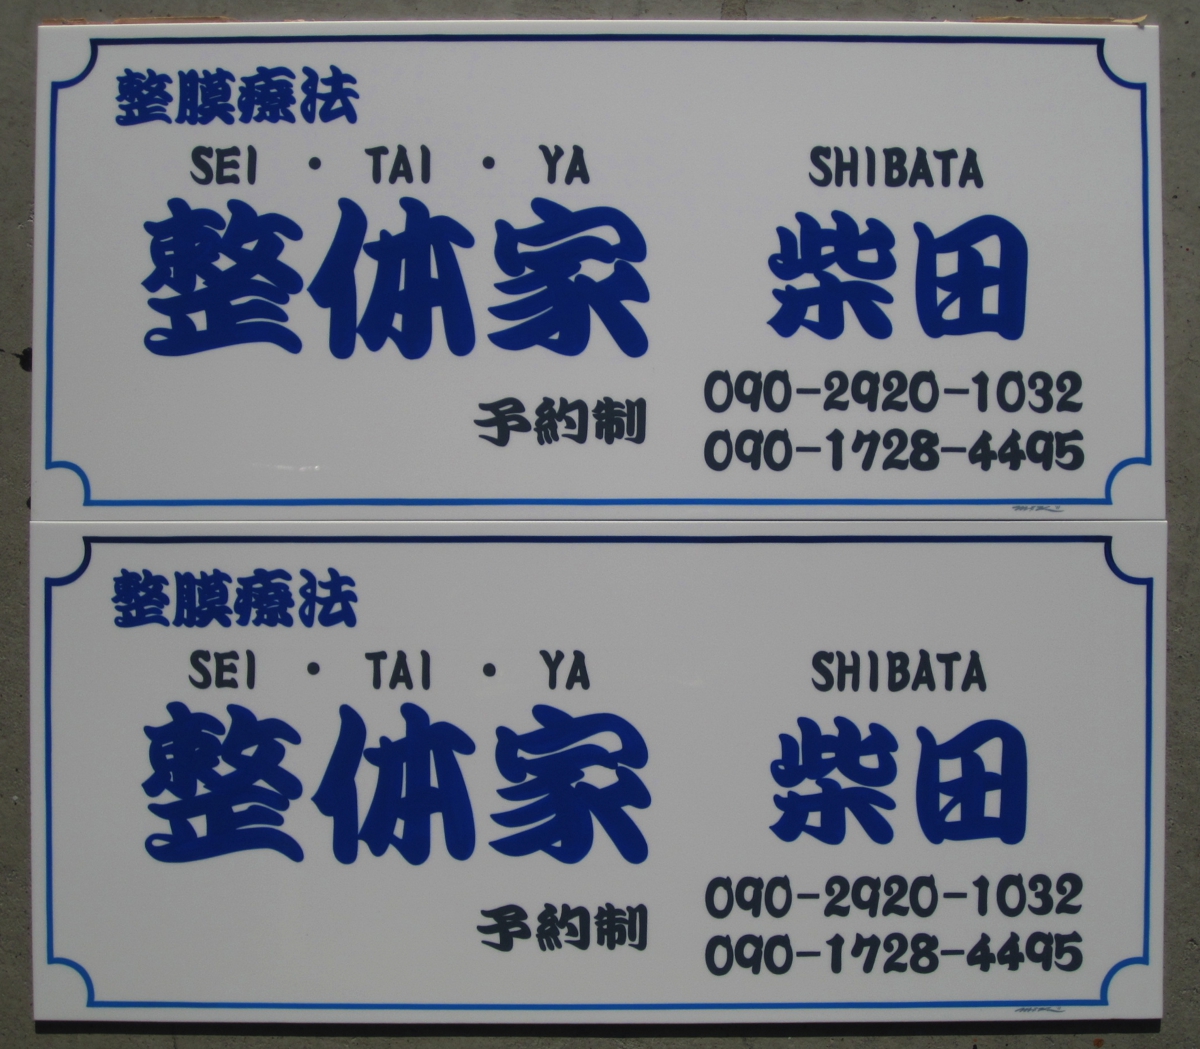 整膜療法
SEI ・ TAI ・ YA
SHIBATA
整体家 柴田
予約制
090-2920-1032
090-1728-4495
整膜療法
SEI ・ TAI ・ YA
SHIBATA
整体家 柴田
予約制
090-2920-1032
090-1728-4495